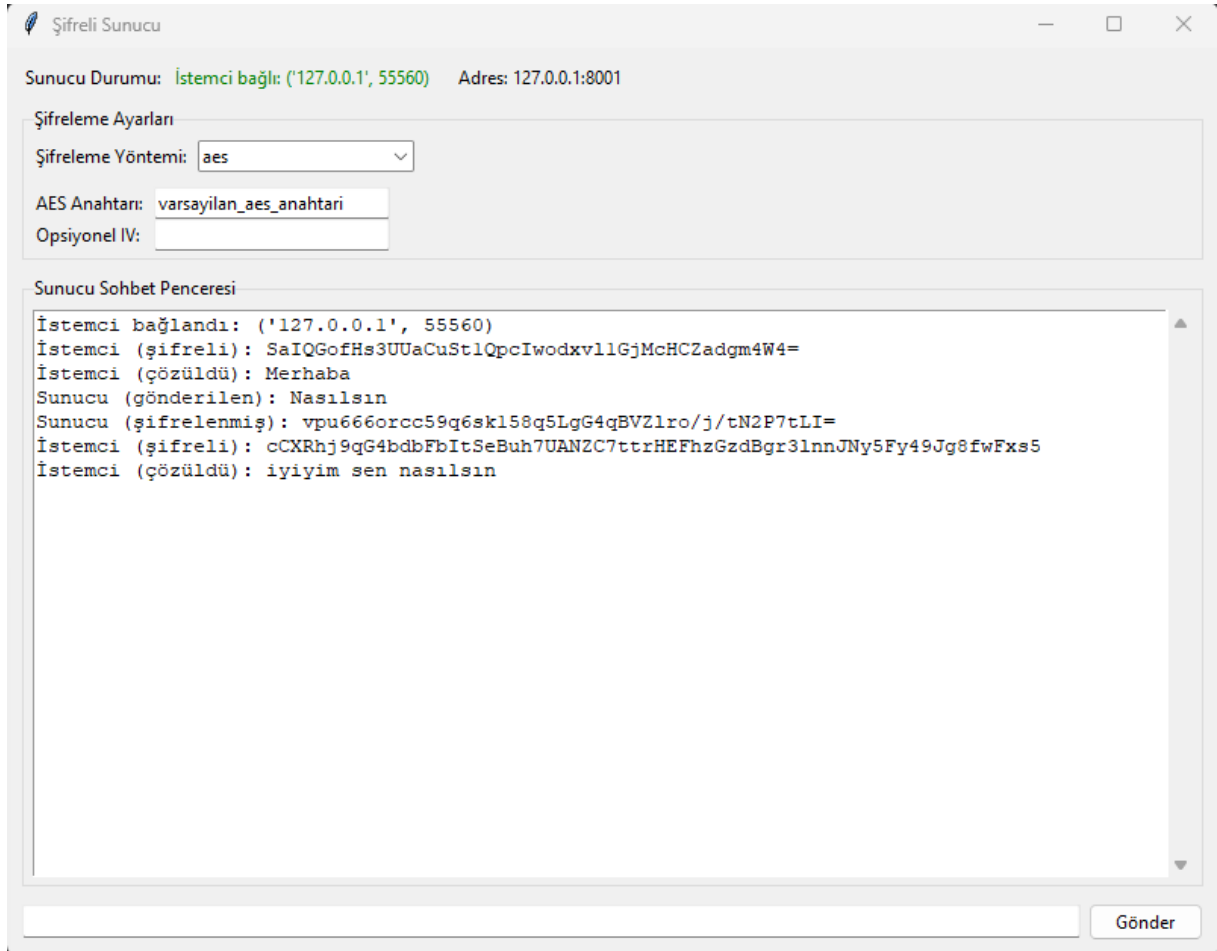 Şifreli Sunucu
Sunucu Durumu: İstemci bağlı: ('127.0.0.1', 55560) Adres: 127.0.0.1:8001
Şifreleme Ayarları
Şifreleme Yöntemi: aes
AES Anahtarı: varsayilan_aes_anahtari
Opsiyonel IV:
Sunucu Sohbet Penceresi
İstemci bağlandı: ('127.0.0.1', 55560)
İstemci (şifreli): SaIQGofHs3UUaCuSt1QpcIwodxvl1GjMcHCZadgm4W4=
İstemci (çözüldü): Merhaba
Sunucu (gönderilen): Nasılsın
Sunucu (şifrelenmiş): vpu666orcc59q6sk158q5LgG4qBVZlro/j/tN2P7tLI=
İstemci (şifreli): cCXRhj9qG4bdbFbItSeBuh7UANZC7ttrHEFhzGzdBgr3lnnJNy5Fy49Jg8fwFxs5
İstemci (çözüldü): iyiyim sen nasılsın
Gönder